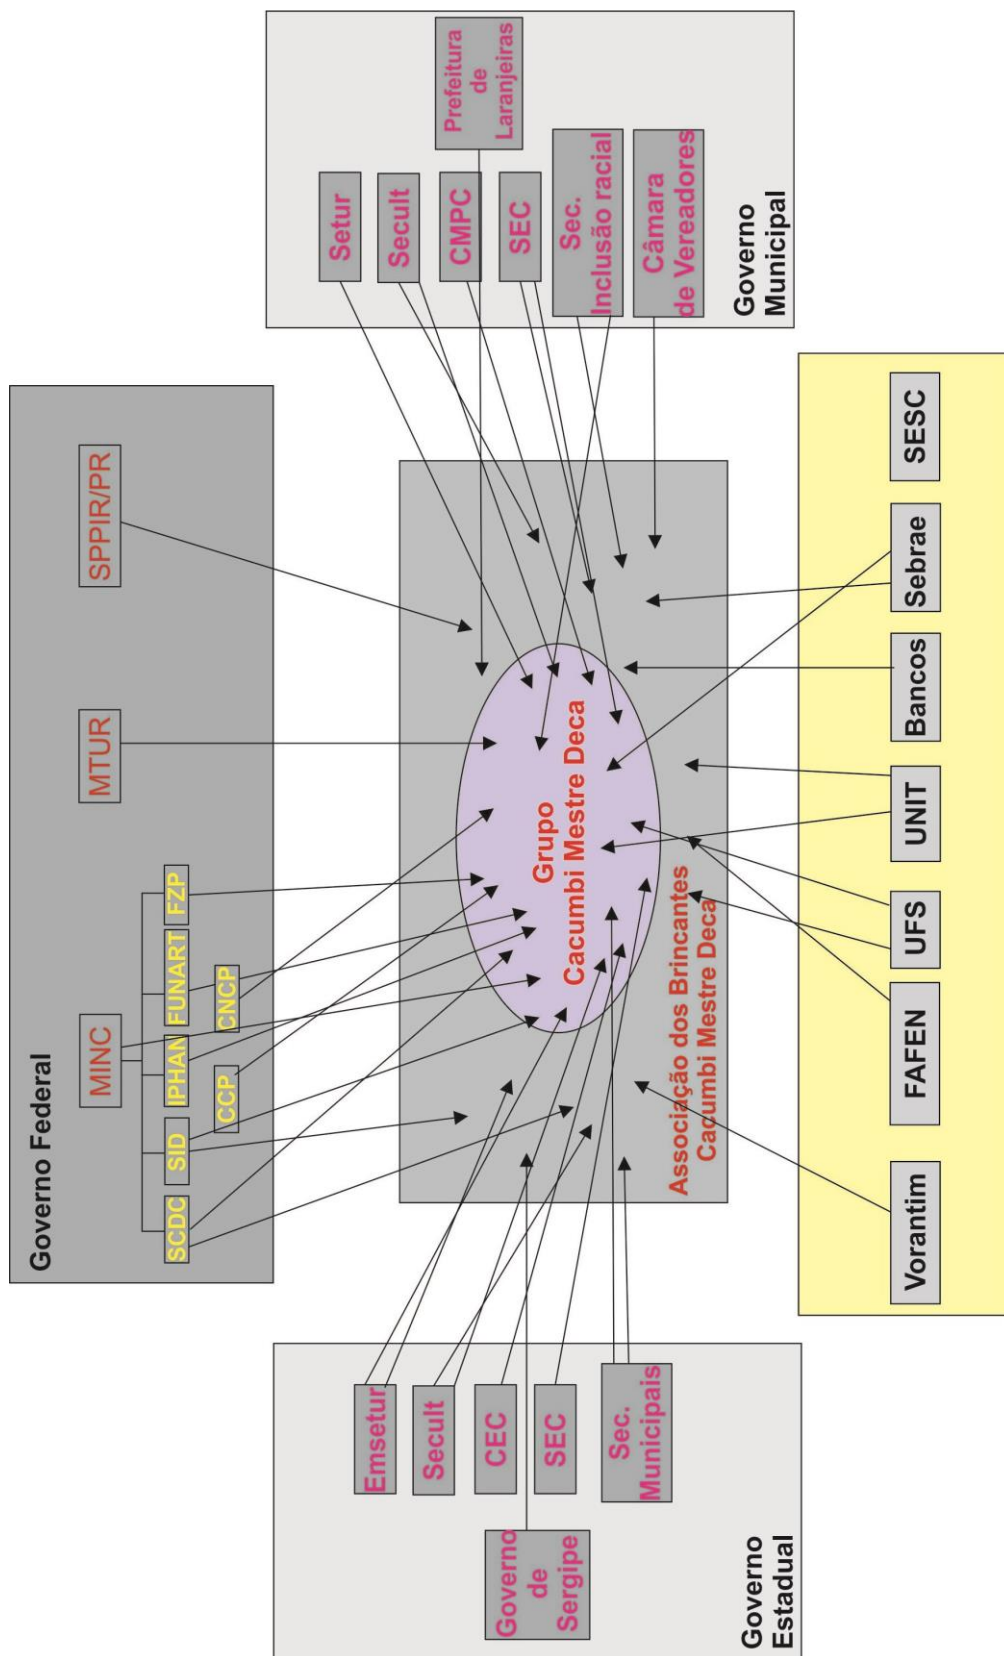 Governo Federal
MINC
MTUR
SPPIR/PR
SCDC
SID
IPHAN
FUNART
FZP
CCP
CNCP
Emsetur
Secult
CEC
SEC
Sec.
Municipais
Governo
de
Sergipe
Governo
Estadual
Grupo
Cacumbi Mestre Deca
Associação dos Brincantes
Cacumbi Mestre Deca
Setur
Secult
CMPC
SEC
Sec.
Inclusão racial
Câmara
de Vereadores
Prefeitura
de
Laranjeiras
Governo
Municipal
Vorantim
FAFEN
UFS
UNIT
Bancos
Sebrae
SESC